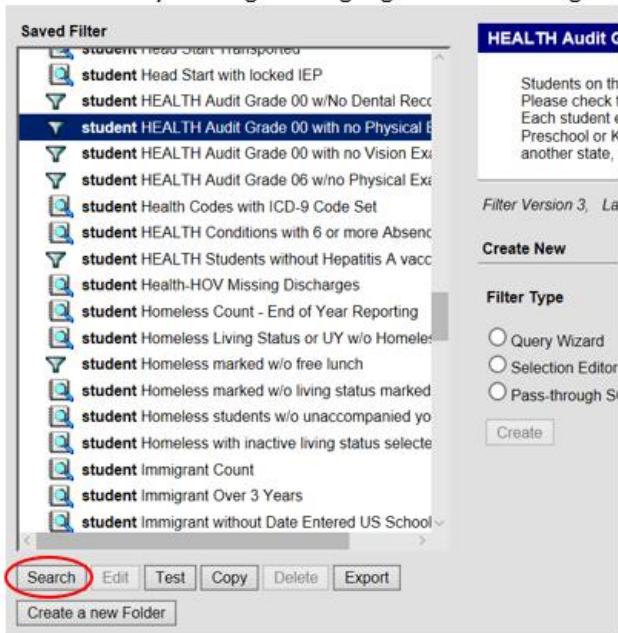 Saved Filter
student Head Start Transported
student Head Start with locked IEP
student HEALTH Audit Grade 00 w/No Dental Reco
student HEALTH Audit Grade 00 with no Physical E
student HEALTH Audit Grade 00 with no Vision Exa
student HEALTH Audit Grade 06 w/no Physical Exa
student Health Codes with ICD-9 Code Set
student HEALTH Conditions with 6 or more Absenc
student HEALTH Students without Hepatitis A vacc
student Health-HOV Missing Discharges
student Homeless Count - End of Year Reporting
student Homeless Living Status or UY w/o Homeles
student Homeless marked w/o free lunch
student Homeless marked w/o living status marked
student Homeless students w/o unaccompanied yo
student Homeless with inactive living status selecte
student Immigrant Count
student Immigrant Over 3 Years
student Immigrant without Date Entered US School
Search Edit Test Copy Delete Export
Create a new Folder
HEALTH Audit G
Students on th
Please check f
Each student e
Preschool or K
another state,
Filter Version 3, La
Create New
Filter Type
Query Wizard
Selection Editor
Pass-through S
Create